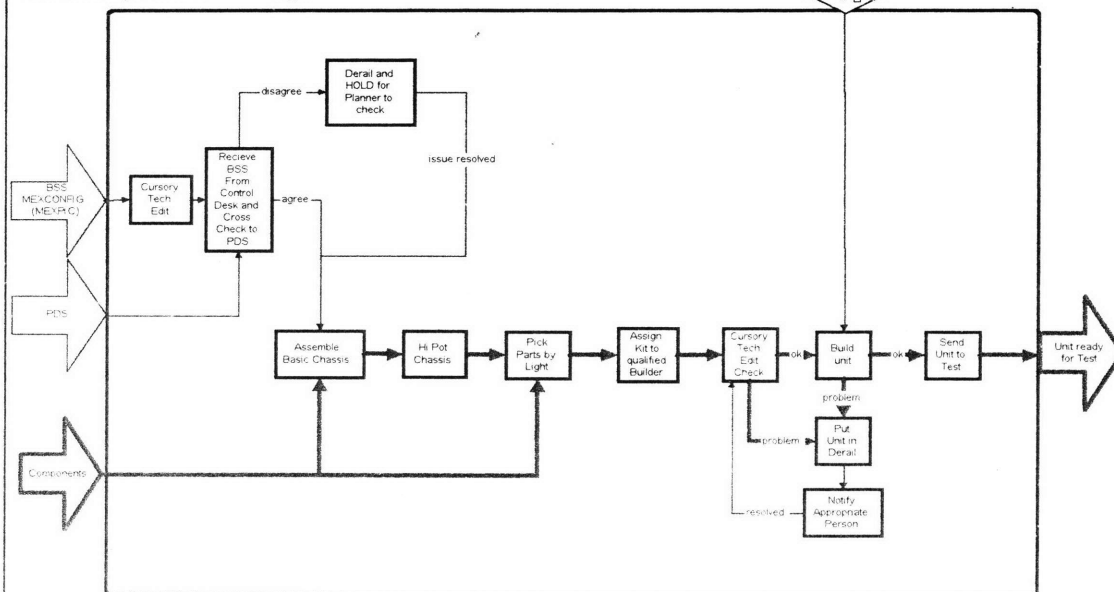 Derail and
HOLD for
Planner to
check
disagree
issue resolved
BSS
MEXCONFIG
Cursory
Tech
Edit
Recieve
BSS
From
Control
Desk and
Cross
Check to
PDS
agree
PDS
Assemble
Basic Chassis
Hi Pot
Chassis
Pick
Parts by
Light
Assign
Kit to
qualified
Builder
Cursory
Tech
Edit
Check
ok
Build
unit
ok
Send
Unit to
Test
Unit ready
for Test
problem
problem
Put
Unit in
Derail
Components
resolved
Notify
Appropriate
Person